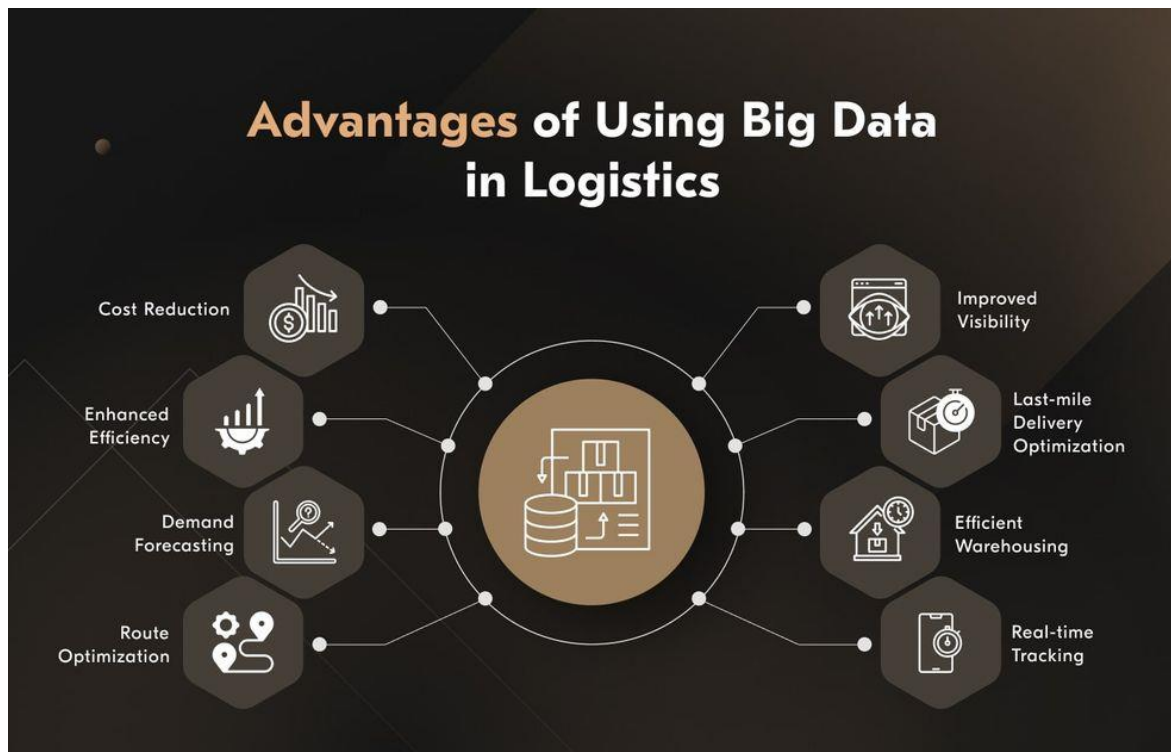 Advantages of Using Big Data
in Logistics
Cost Reduction
Enhanced
Efficiency
Demand
Forecasting
Route
Optimization
Improved
Visibility
Last-mile
Delivery
Optimization
Efficient
Warehousing
Real-time
Tracking